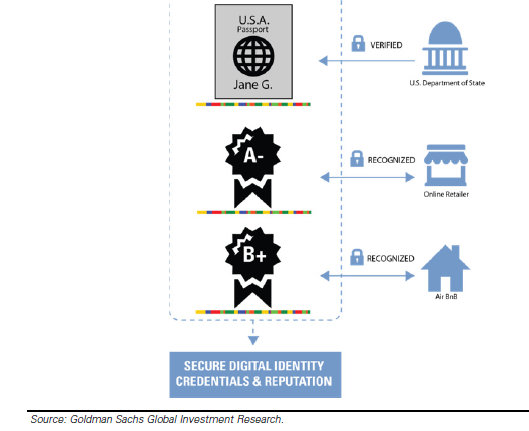 U.S.A.
Passport
Jane G.
VERIFIED
U.S. Department of State
A-
RECOGNIZED
Online Retailer
B+
RECOGNIZED
Air BnB
SECURE DIGITAL IDENTITY
CREDENTIALS & REPUTATION
Source: Goldman Sachs Global Investment Research.